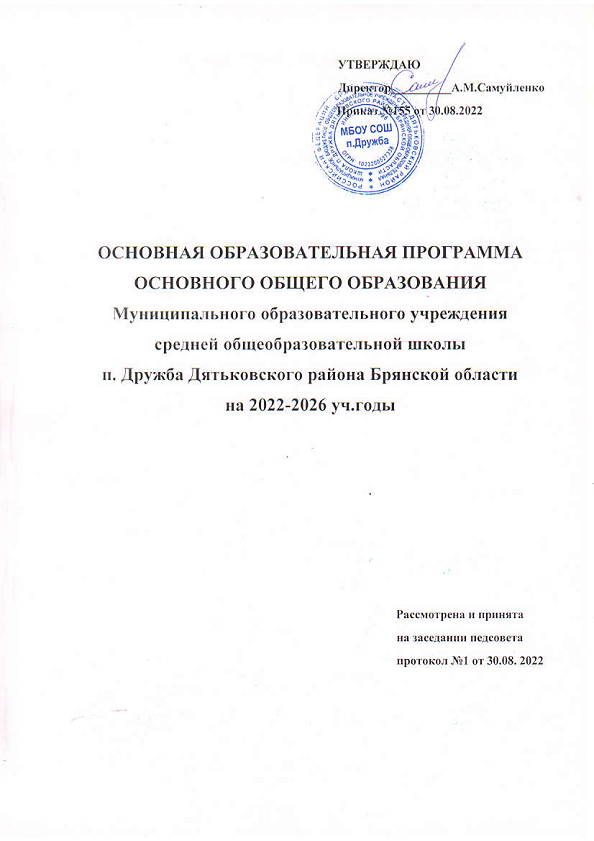 УТВЕРЖДАЮ
Директор__________А.М.Самуйленко
Приказ №155 от 30.08.2022
МБОУ СОШ
п.Дружба
ОСНОВНАЯ ОБРАЗОВАТЕЛЬНАЯ ПРОГРАММА
ОСНОВНОГО ОБЩЕГО ОБРАЗОВАНИЯ
Муниципального образовательного учреждения
средней общеобразовательной школы
п. Дружба Дятьковского района Брянской области
на 2022-2026 уч.годы
Рассмотрена и принята
на заседании педсовета
протокол №1 от 30.08. 2022